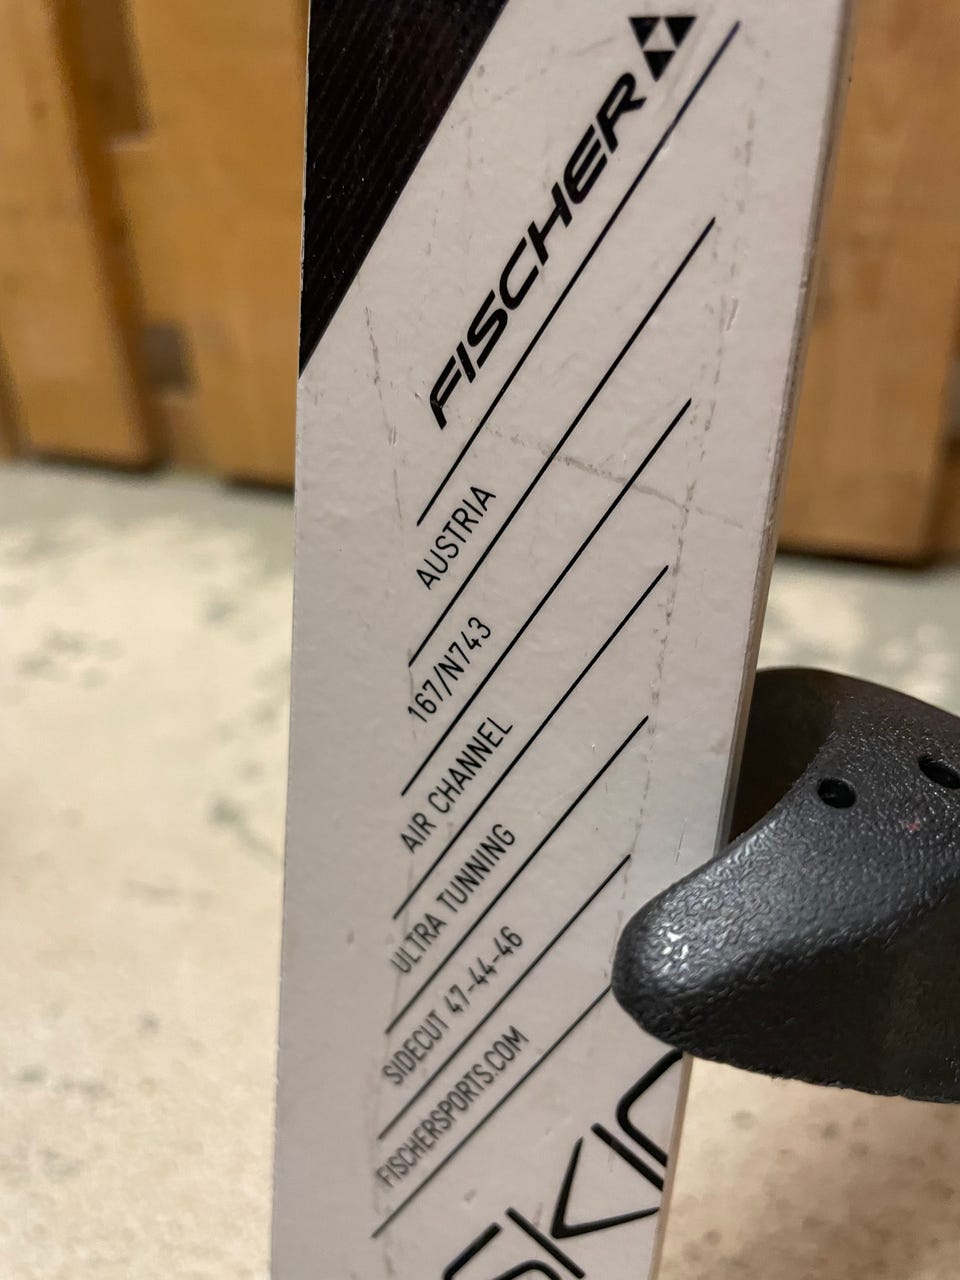 FISCHER
AUSTRIA
167/N743
AIR CHANNEL
ULTRA TUNNING
SIDECUT 47-44-46
FISCHERSPORTS.COM